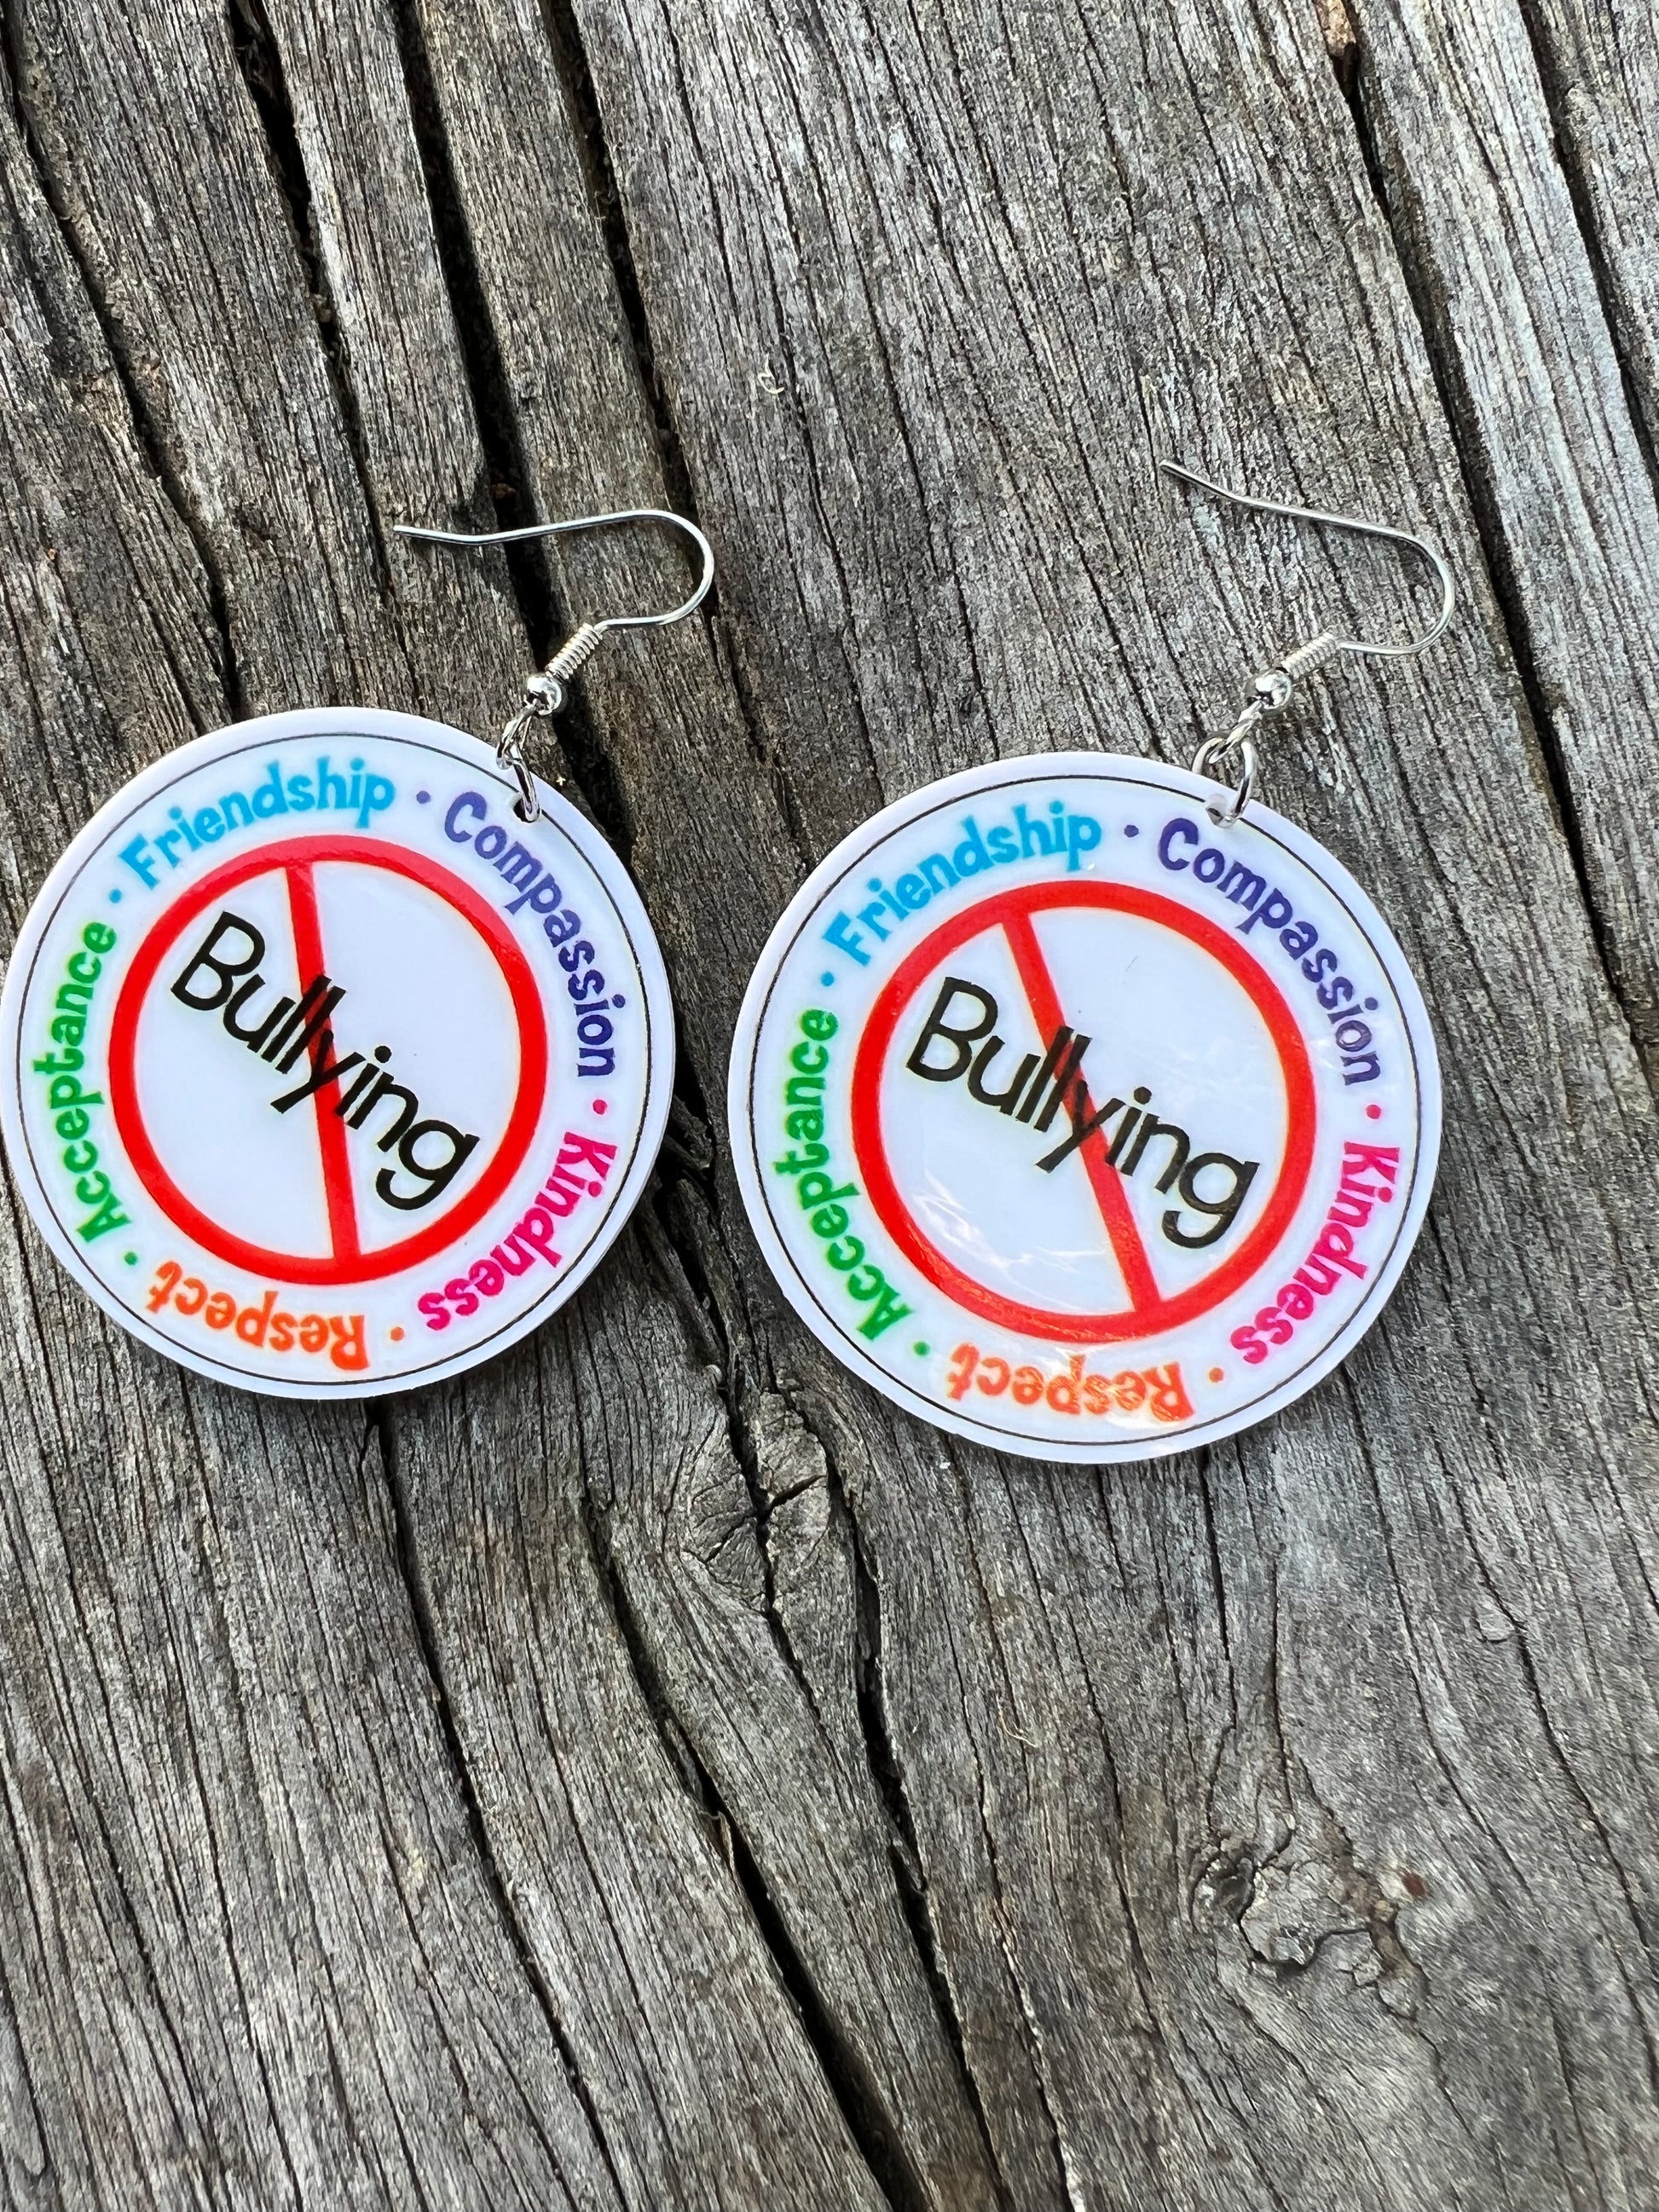 Friendship · Compassion · Kindness · Respect · Acceptance ·
Bullying
Friendship · Compassion · Kindness · Respect · Acceptance ·
Bullying